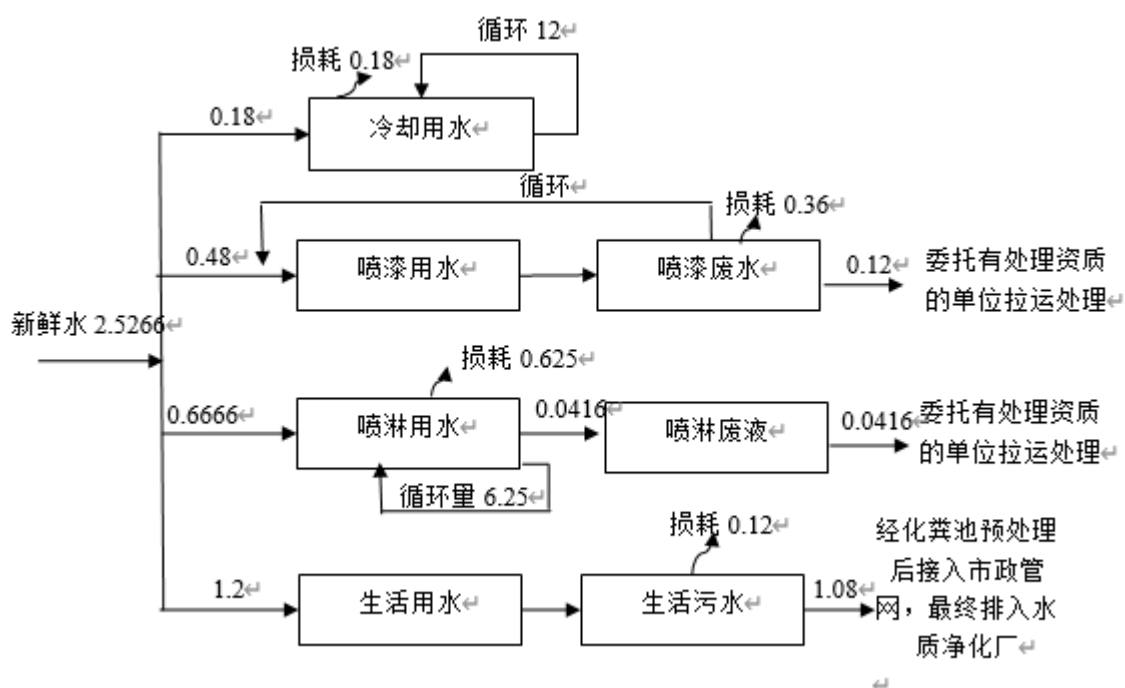 循环 12
损耗 0.18
0.18
冷却用水
循环
损耗 0.36
0.48
喷漆用水
喷漆废水
0.12
委托有处理资质
的单位拉运处理
新鲜水 2.5266
损耗 0.625
0.6666
喷淋用水
0.0416
喷淋废液
0.0416
委托有处理资质
的单位拉运处理
循环量 6.25
损耗 0.12
1.2
生活用水
生活污水
1.08
经化粪池预处理
后接入市政管
网，最终排入水
质净化厂